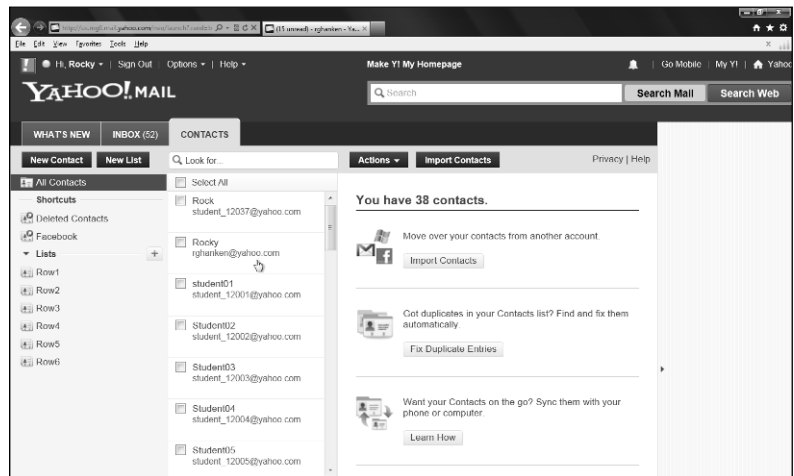 (15 unread) - rghanken - Ya...
File Edit View Favorites Tools Help
Hi, Rocky Sign Out Options Help Make Y! My Homepage Go Mobile My Y! Yahoo
YAHOO! MAIL Search Search Mail Search Web
WHAT'S NEW INBOX (52) CONTACTS
New Contact New List Look for... Actions Import Contacts Privacy | Help
All Contacts
Shortcuts
Deleted Contacts
Facebook
Lists +
Row1
Row2
Row3
Row4
Row5
Row6
Select All
Rock
student_12037@yahoo.com
Rocky
rghanken@yahoo.com
student01
student_12001@yahoo.com
Student02
student_12002@yahoo.com
Student03
student_12003@yahoo.com
Student04
student_12004@yahoo.com
Student05
student_12005@yahoo.com
You have 38 contacts.
Move over your contacts from another account.
Import Contacts
Got duplicates in your Contacts list? Find and fix them
automatically.
Fix Duplicate Entries
Want your Contacts on the go? Sync them with your
phone or computer.
Learn How